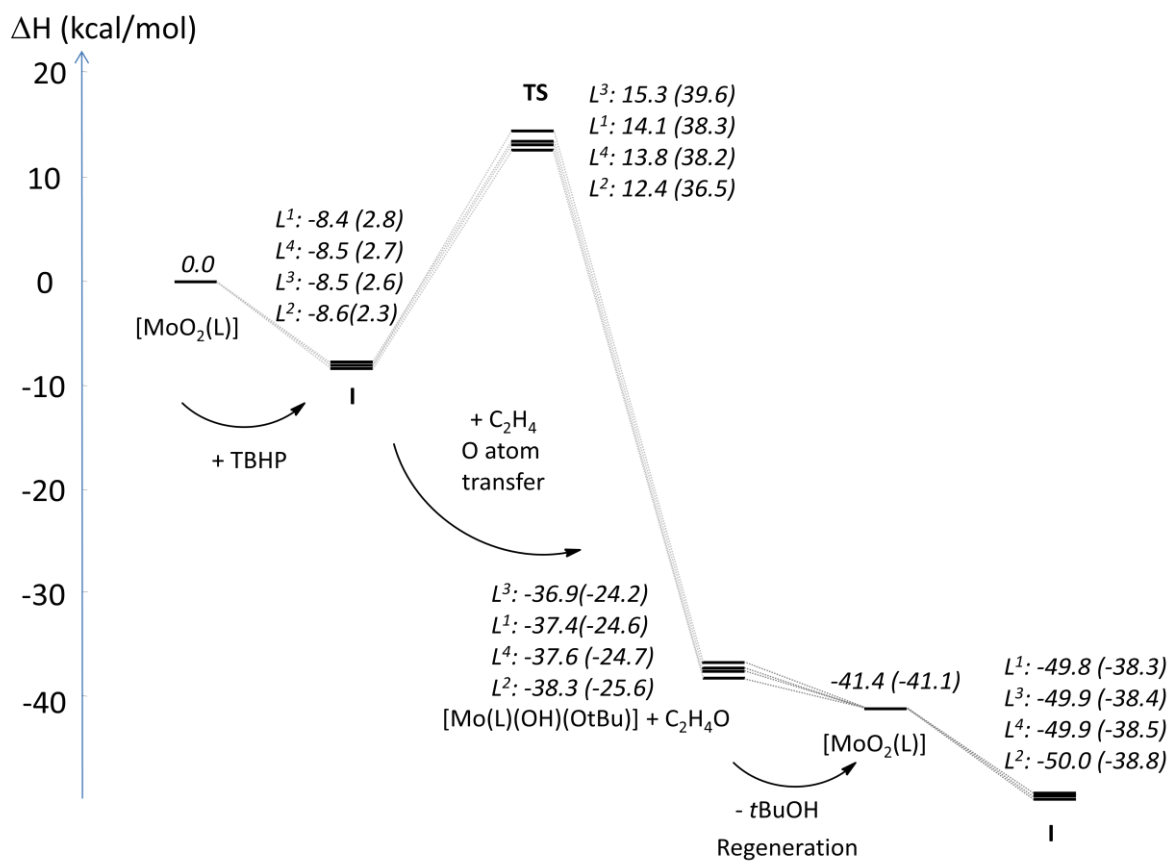 ΔH (kcal/mol)
20
10
0
-10
-20
-30
-40
0.0
[MoO₂(L)]
+ TBHP
L¹: -8.4 (2.8)
L⁴: -8.5 (2.7)
L³: -8.5 (2.6)
L²: -8.6(2.3)
I
TS
L³: 15.3 (39.6)
L¹: 14.1 (38.3)
L⁴: 13.8 (38.2)
L²: 12.4 (36.5)
+ C₂H₄
O atom
transfer
L³: -36.9(-24.2)
L¹: -37.4(-24.6)
L⁴: -37.6 (-24.7)
L²: -38.3 (-25.6)
[Mo(L)(OH)(OtBu)] + C₂H₄O
-41.4 (-41.1)
[MoO₂(L)]
- tBuOH
Regeneration
L¹: -49.8 (-38.3)
L³: -49.9 (-38.4)
L⁴: -49.9 (-38.5)
L²: -50.0 (-38.8)
I